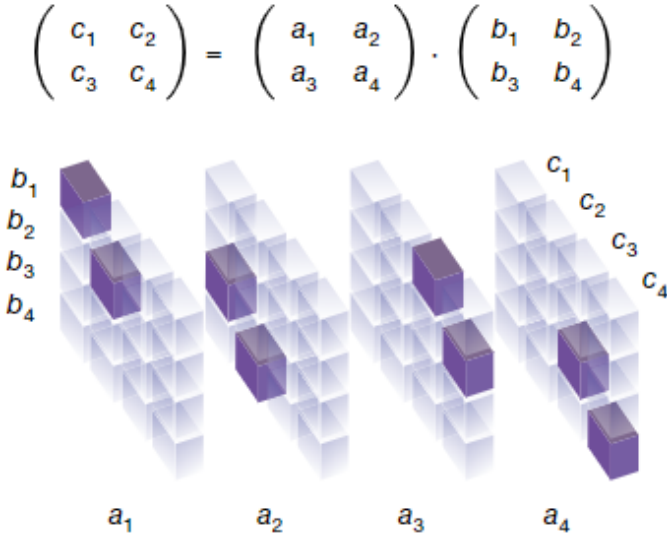 ( c₁ c₂ ) = ( a₁ a₂ ) · ( b₁ b₂ )
( c₃ c₄ ) ( a₃ a₄ ) ( b₃ b₄ )
b₁
b₂
b₃
b₄
c₁
c₂
c₃
c₄
a₁ a₂ a₃ a₄